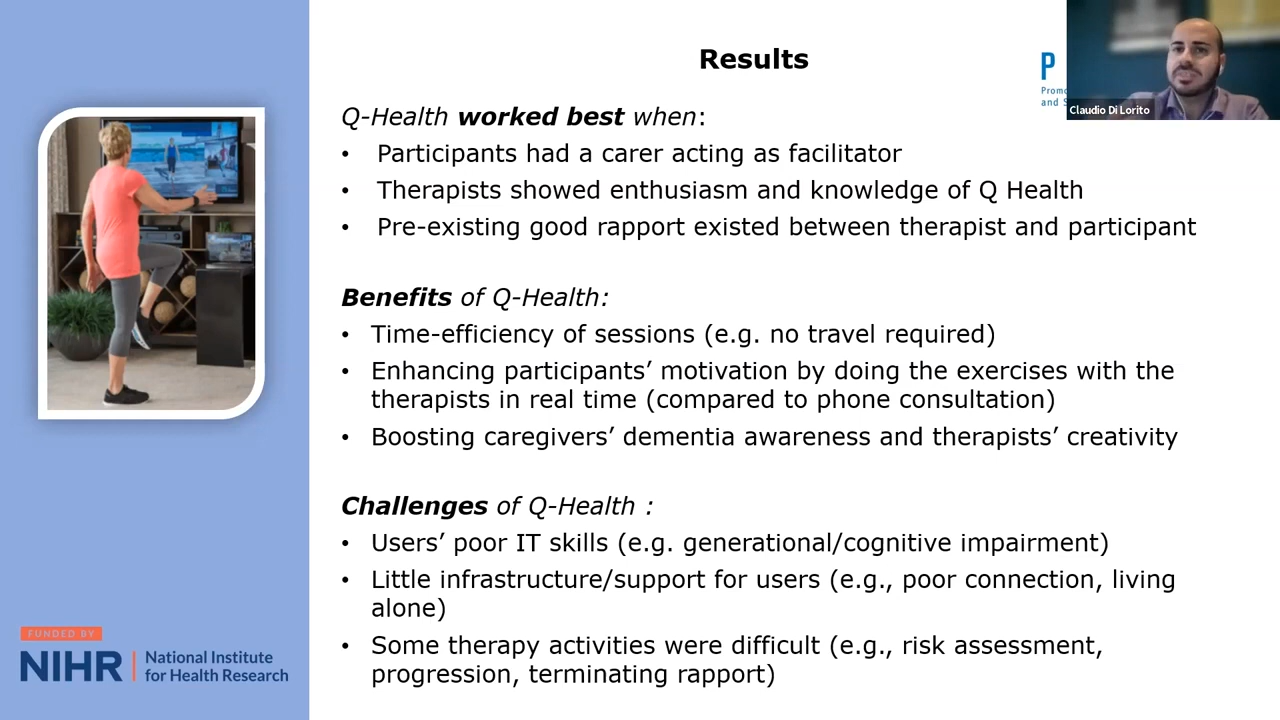 Results
P
Promo
and S
Claudio Di Lorito
Q-Health worked best when:
• Participants had a carer acting as facilitator
• Therapists showed enthusiasm and knowledge of Q Health
• Pre-existing good rapport existed between therapist and participant
Benefits of Q-Health:
• Time-efficiency of sessions (e.g. no travel required)
• Enhancing participants’ motivation by doing the exercises with the
therapists in real time (compared to phone consultation)
• Boosting caregivers’ dementia awareness and therapists’ creativity
Challenges of Q-Health :
• Users’ poor IT skills (e.g. generational/cognitive impairment)
• Little infrastructure/support for users (e.g., poor connection, living
alone)
• Some therapy activities were difficult (e.g., risk assessment,
progression, terminating rapport)
FUNDED BY
NIHR | National Institute
for Health Research